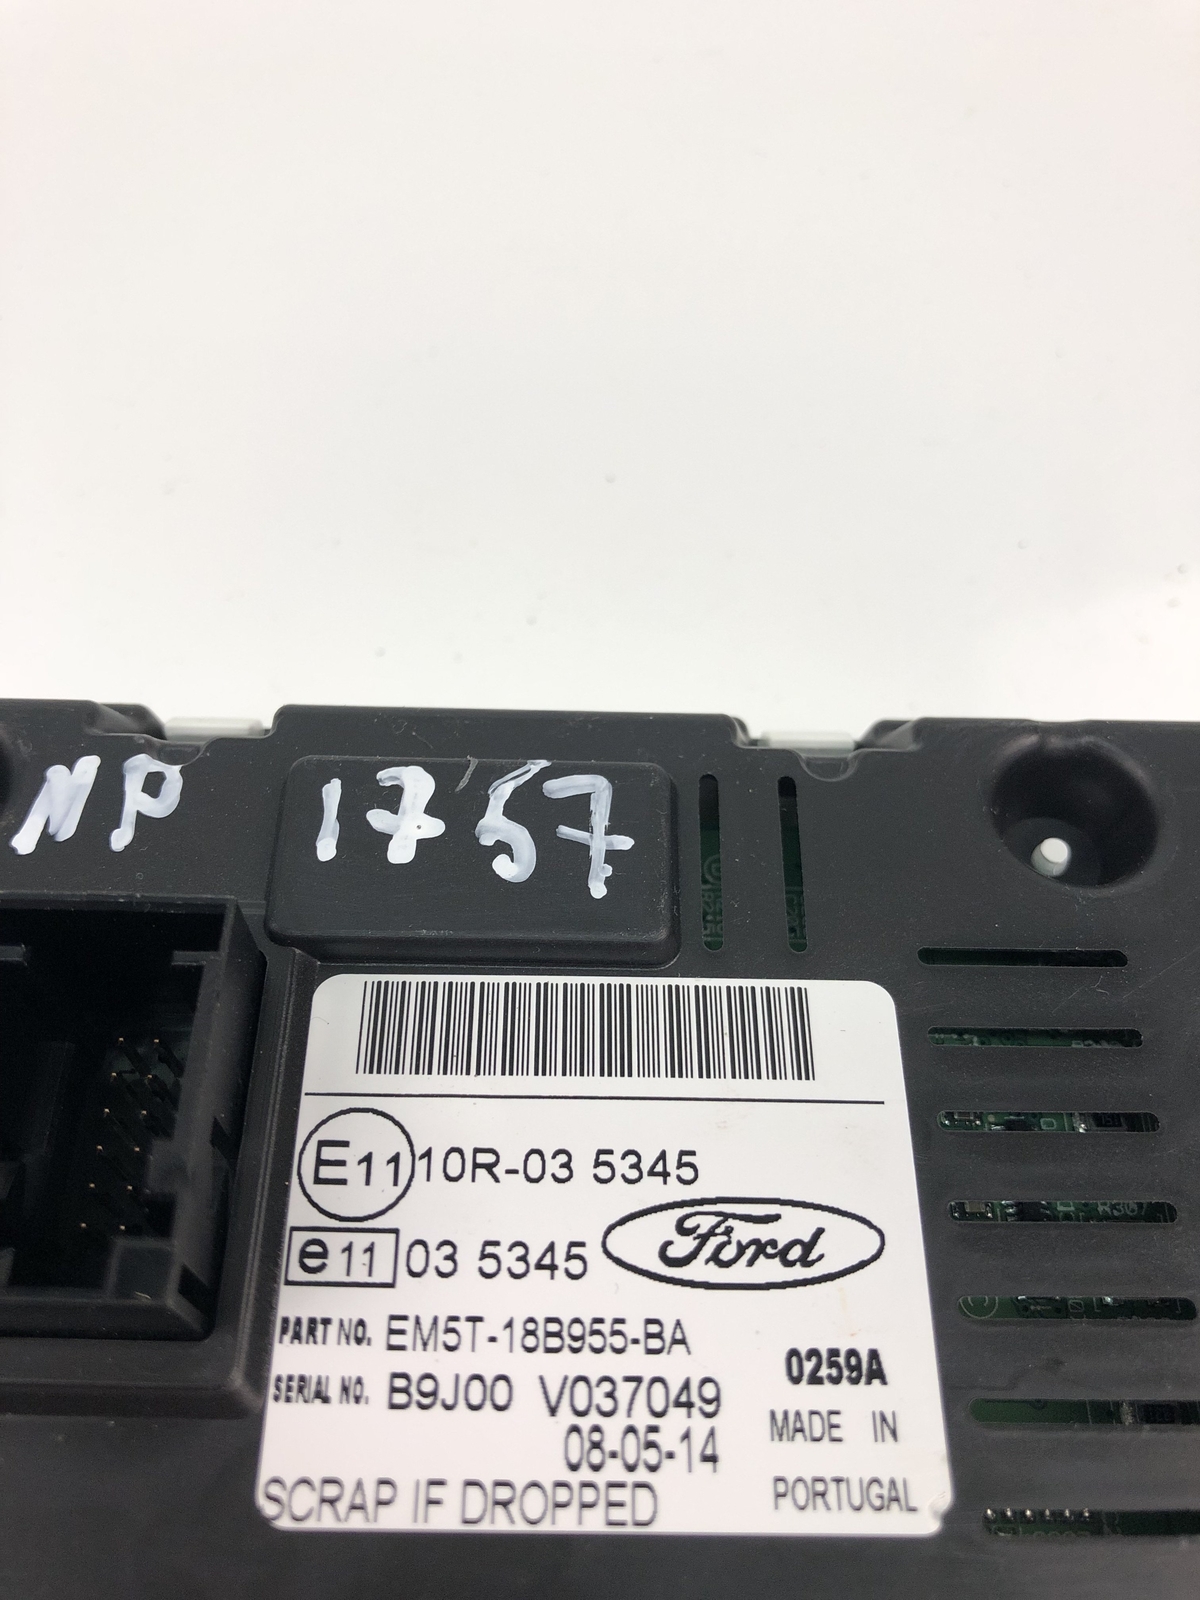 NP 1757
E11 10R-03 5345
e11 03 5345 Ford
PART NO. EM5T-18B955-BA
0259A
SERIAL NO. B9J00 V037049
MADE IN
08-05-14
PORTUGAL
SCRAP IF DROPPED